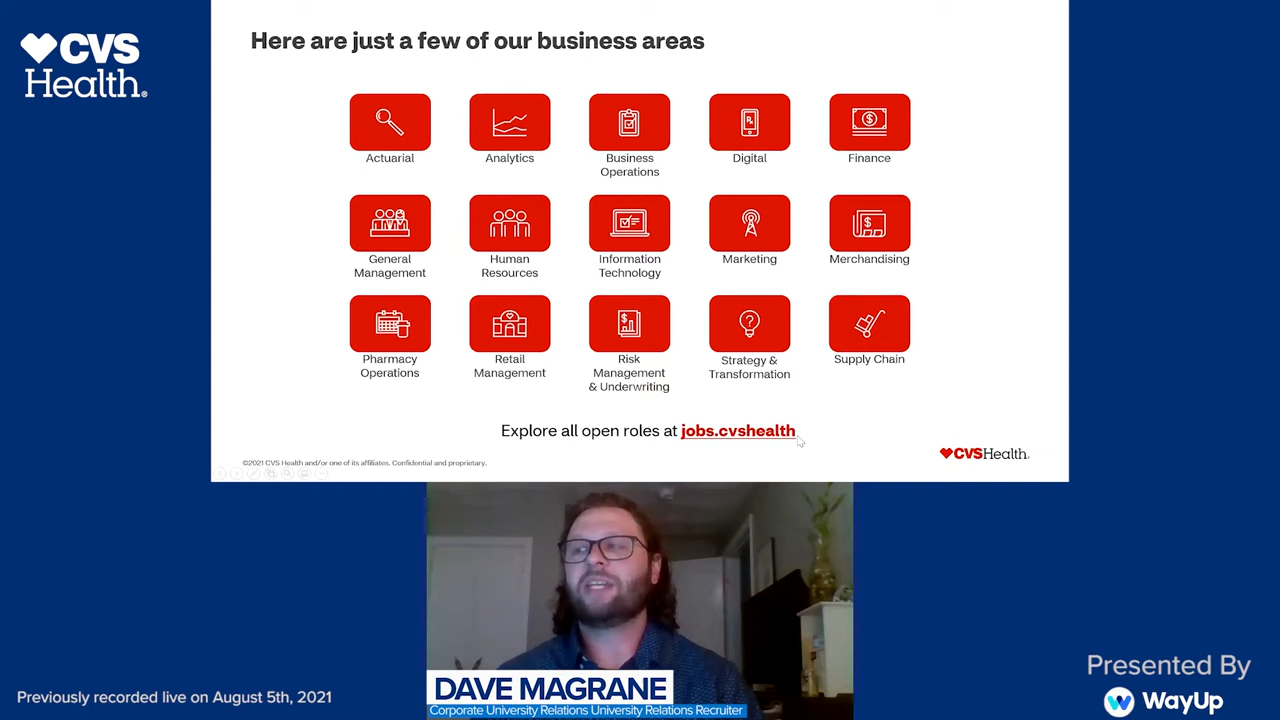 CVS
Health.
Here are just a few of our business areas
Actuarial
Analytics
Business
Operations
Digital
Finance
General
Management
Human
Resources
Information
Technology
Marketing
Merchandising
Pharmacy
Operations
Retail
Management
Risk
Management
& Underwriting
Strategy &
Transformation
Supply Chain
Explore all open roles at jobs.cvshealth
©2021 CVS Health and/or one of its affiliates. Confidential and proprietary.
CVSHealth.
DAVE MAGRANE
Corporate University Relations University Relations Recruiter
Previously recorded live on August 5th, 2021
Presented By
WayUp